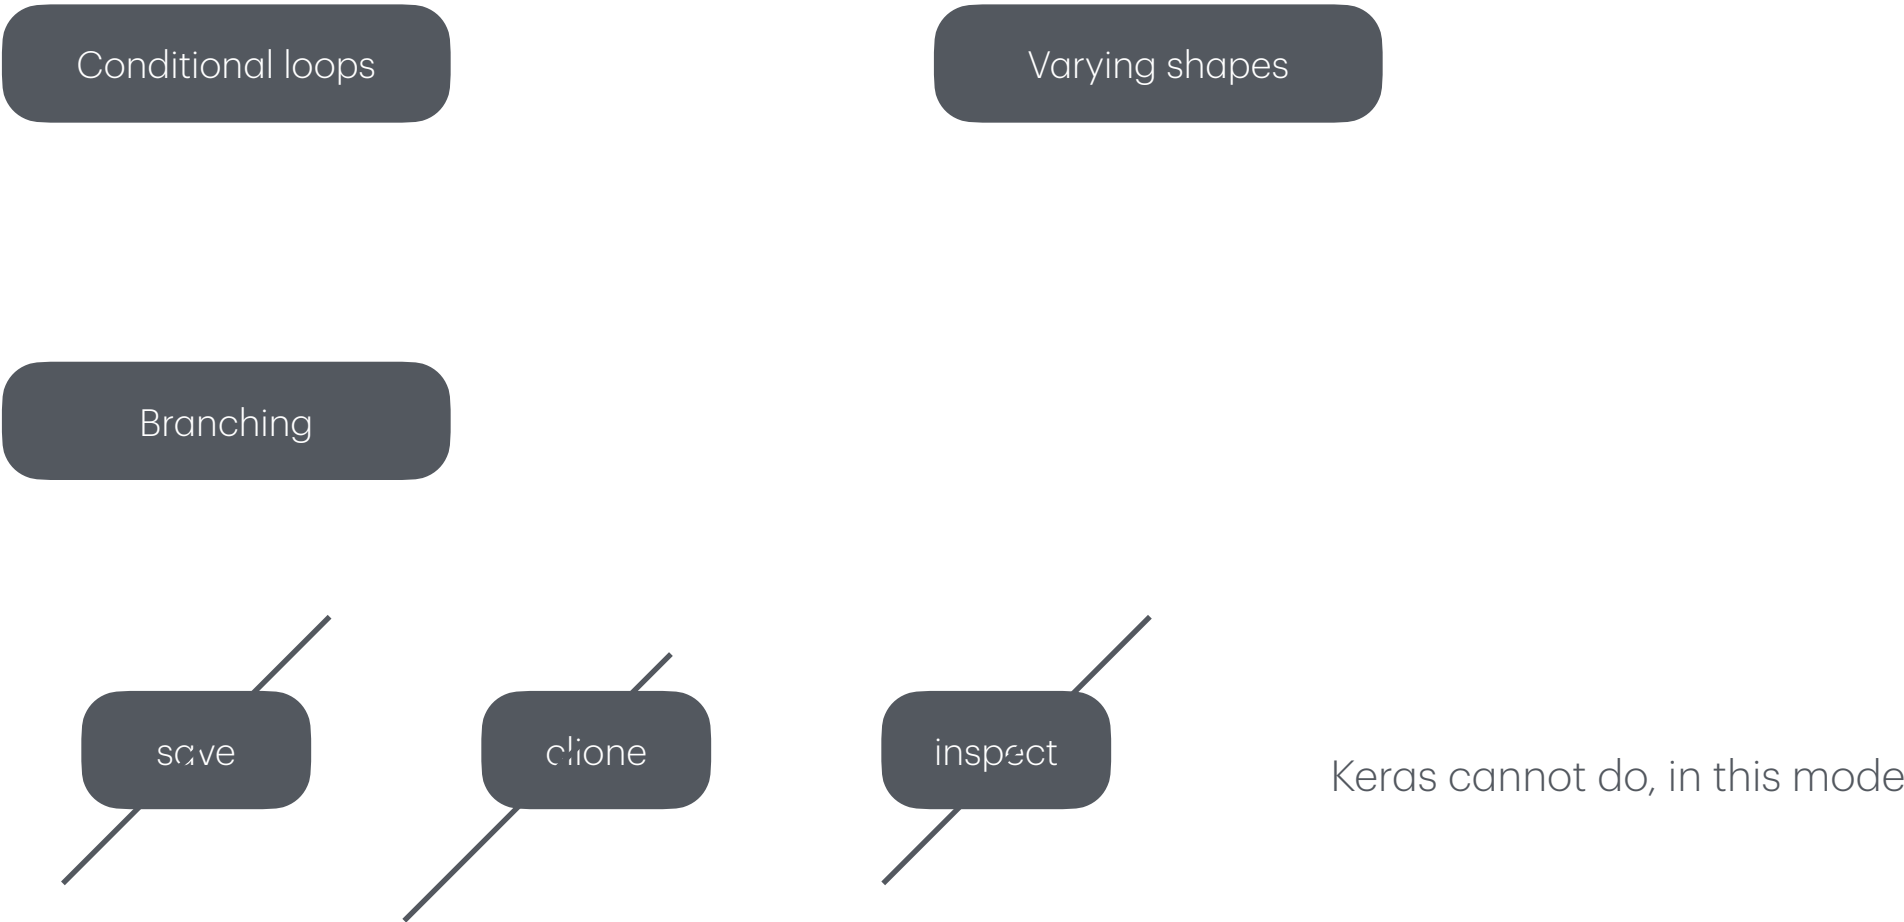 Conditional loops
Varying shapes
Branching
save
clone
inspect
Keras cannot do, in this mode